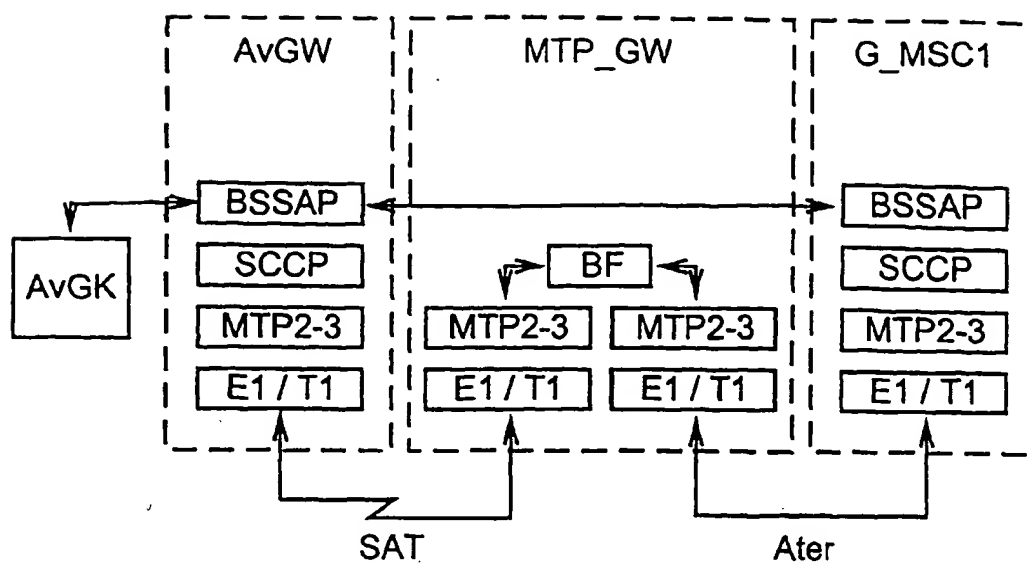 AvGW
MTP_GW
G_MSC1
BSSAP
BSSAP
SCCP
BF
SCCP
AvGK
MTP2-3
MTP2-3
MTP2-3
MTP2-3
E1 / T1
E1 / T1
E1 / T1
E1 / T1
SAT
Ater